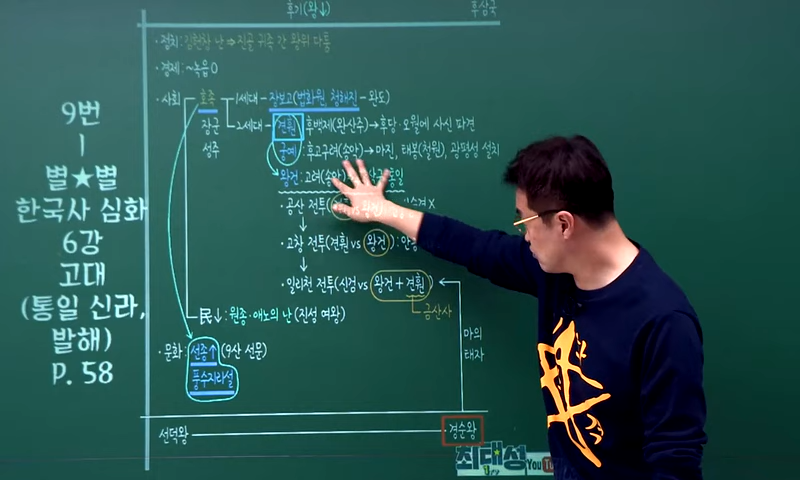 후기(왕↓)
후삼국
·정치: 김헌창 난 ⇒ 진골 귀족 간 왕위 다툼
·경제: ~녹읍 O
·사회 호족 1세대 - 장보고(법화원, 청해진 - 완도)
장군
성주
2세대 - 견훤: 후백제(완산주) → 후당·오월에 사신 파견
궁예: 후고구려(송악) → 마진, 태봉(철원), 광평성 설치
왕건: 고려(송악) 통일
·공산 전투( X
↓
·고창 전투(견훤 vs 왕건):
↓
·일리천 전투(신검 vs 왕건 + 견훤)
금산사
民↓: 원종·애노의 난 (진성 여왕)
마의
태자
·문화: 선종↑ (9산 선문)
풍수지리설
선덕왕
경순왕
9번
별★별
한국사 심화
6강
고대
(통일 신라,
발해)
P. 58
최태성
YouTu